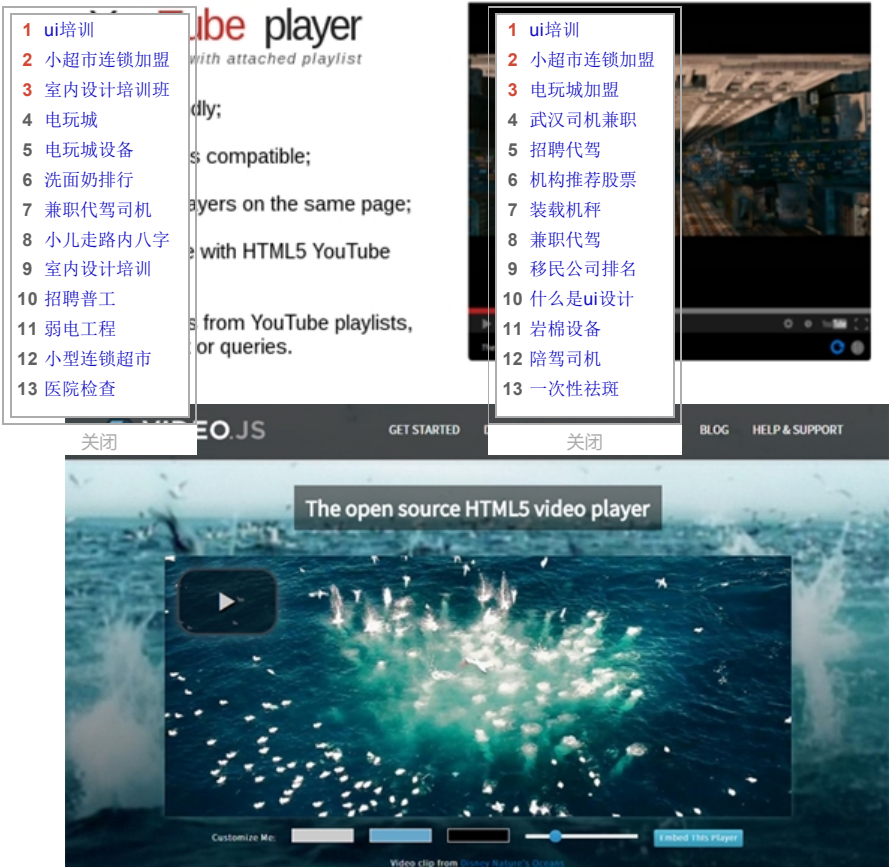 1 ui培训
2 小超市连锁加盟
3 室内设计培训班
4 电玩城
5 电玩城设备
6 洗面奶排行
7 兼职代驾司机
8 小儿走路内八字
9 室内设计培训
10 招聘普工
11 弱电工程
12 小型连锁超市
13 医院检查
关闭
Tube player
with attached playlist
compatible;
on the same page;
with HTML5 YouTube
from YouTube playlists,
or queries.
1 ui培训
2 小超市连锁加盟
3 电玩城加盟
4 武汉司机兼职
5 招聘代驾
6 机构推荐股票
7 装载机秤
8 兼职代驾
9 移民公司排名
10 什么是ui设计
11 岩棉设备
12 陪驾司机
13 一次性祛斑
关闭
VIDEO.JS
GET STARTED
BLOG
HELP & SUPPORT
The open source HTML5 video player
Customize Me:
Embed This Player
Video clip from Disney Nature's Oceans